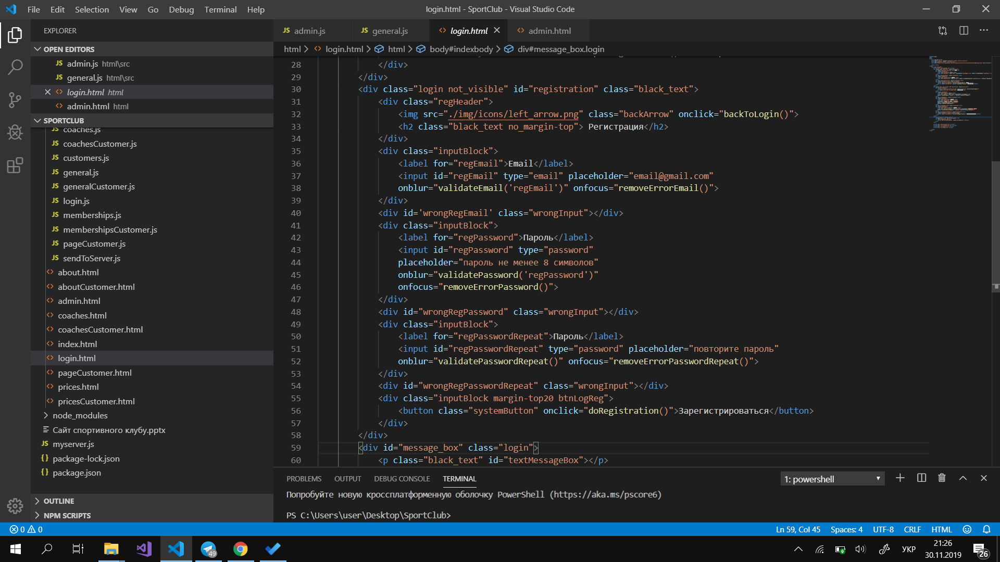 File Edit Selection View Go Debug Terminal Help
login.html - SportClub - Visual Studio Code
EXPLORER
OPEN EDITORS
JS admin.js html\src
JS general.js html\src
login.html html
admin.html html
SPORTCLUB
JS coaches.js
JS coachesCustomer.js
JS customers.js
JS general.js
JS generalCustomer.js
JS login.js
JS memberships.js
JS membershipsCustomer.js
JS pageCustomer.js
JS sendToServer.js
about.html
aboutCustomer.html
admin.html
coaches.html
coachesCustomer.html
index.html
login.html
pageCustomer.html
prices.html
pricesCustomer.html
node_modules
Сайт спортивного клубу.pptx
JS myserver.js
{} package-lock.json
{} package.json
OUTLINE
NPM SCRIPTS
JS admin.js
JS general.js
login.html
admin.html
html > login.html > html > body#indexbody > div#message_box.login
28 </div>
29 </div>
30 <div class="login not_visible" id="registration" class="black_text">
31 <div class="regHeader">
32 <img src="./img/icons/left_arrow.png" class="backArrow" onclick="backToLogin()">
33 <h2 class="black_text no_margin-top"> Регистрация</h2>
34 </div>
35 <div class="inputBlock">
36 <label for="regEmail">Email</label>
37 <input id="regEmail" type="email" placeholder="email@gmail.com"
38 onblur="validateEmail('regEmail')" onfocus="removeErrorEmail()">
39 </div>
40 <div id='wrongRegEmail' class="wrongInput"></div>
41 <div class="inputBlock">
42 <label for="regPassword">Пароль</label>
43 <input id="regPassword" type="password"
44 placeholder="пароль не менее 8 символов"
45 onblur="validatePassword('regPassword')"
46 onfocus="removeErrorPassword()">
47 </div>
48 <div id="wrongRegPassword" class="wrongInput"></div>
49 <div class="inputBlock">
50 <label for="regPasswordRepeat">Пароль</label>
51 <input id="regPasswordRepeat" type="password" placeholder="повторите пароль"
52 onblur="validatePasswordRepeat()" onfocus="removeErrorPasswordRepeat()">
53 </div>
54 <div id="wrongRegPasswordRepeat" class="wrongInput"></div>
55 <div class="inputBlock margin-top20 btnLogReg">
56 <button class="systemButton" onclick="doRegistration()">Зарегистрироваться</button>
57 </div>
58 </div>
59 <div id="message_box" class="login">
60 <p class="black_text" id="textMessageBox"></p>
PROBLEMS OUTPUT DEBUG CONSOLE TERMINAL
1: powershell
Попробуйте новую кроссплатформенную оболочку PowerShell (https://aka.ms/pscore6)
PS C:\Users\user\Desktop\SportClub>
0 0
Ln 59, Col 45 Spaces: 4 UTF-8 CRLF HTML
49
УКР
21:26
30.11.2019
26